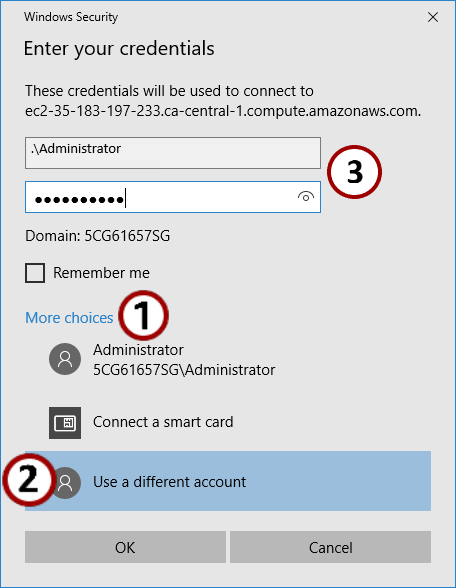 Windows Security
Enter your credentials
These credentials will be used to connect to
ec2-35-183-197-233.ca-central-1.compute.amazonaws.com.
.\Administrator
3
●●●●●●●●●●
Domain: 5CG61657SG
Remember me
More choices
1
Administrator
5CG61657SG\Administrator
Connect a smart card
2
Use a different account
OK
Cancel